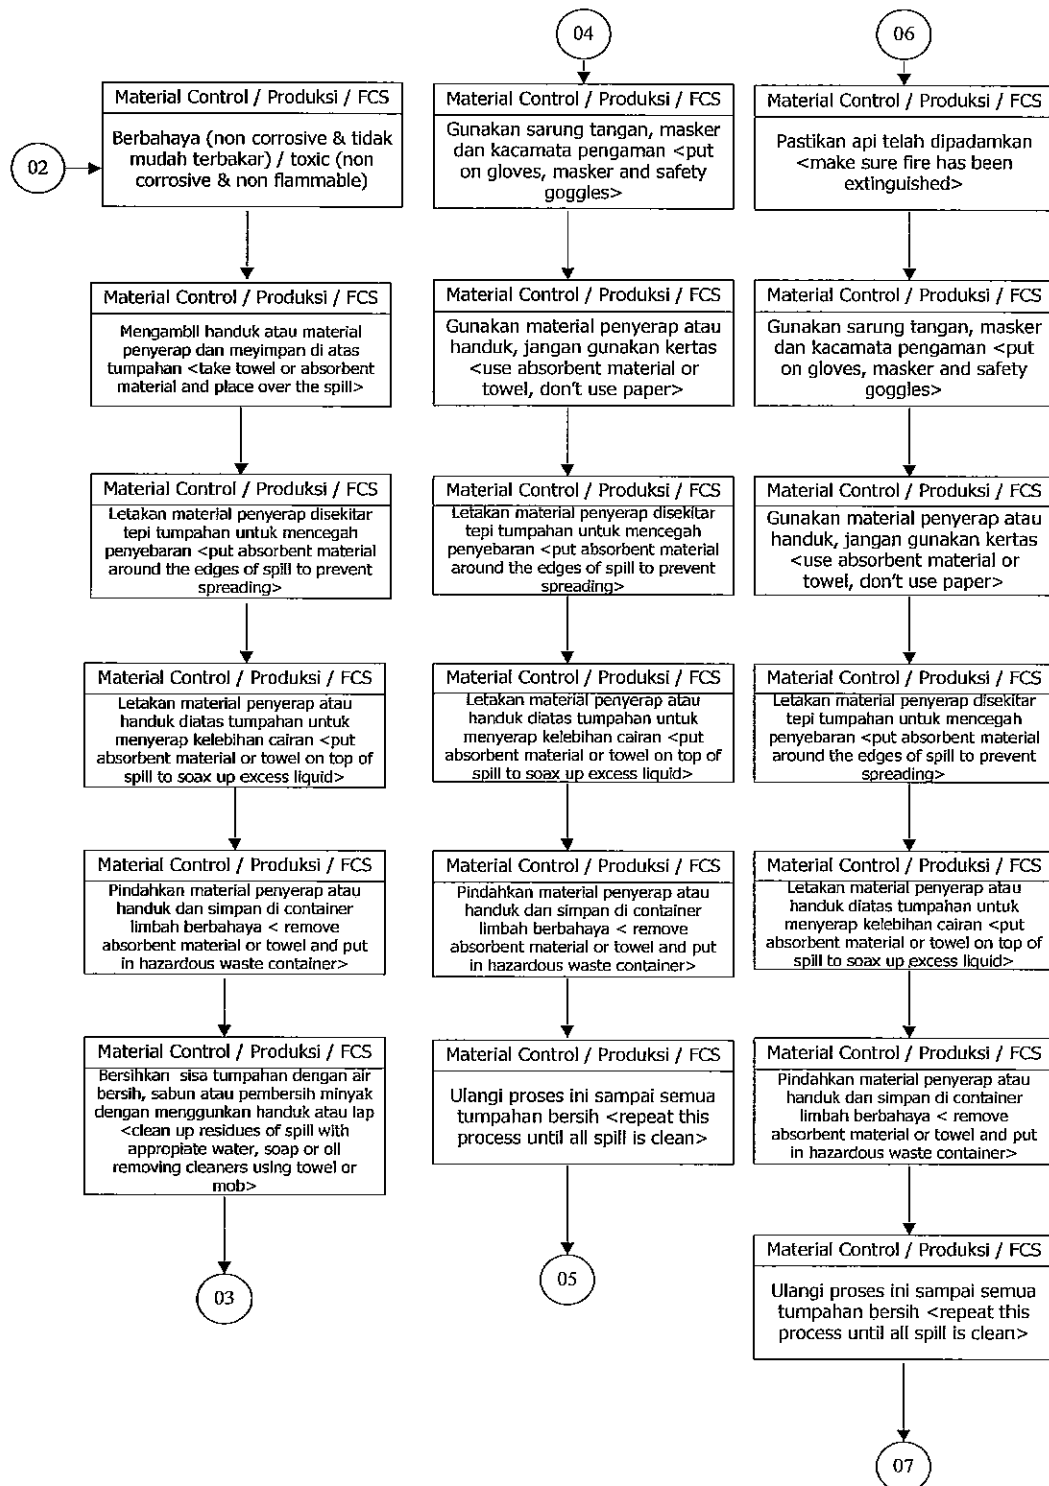 02
Material Control / Produksi / FCS
Berbahaya (non corrosive & tidak
mudah terbakar) / toxic (non
corrosive & non flammable)
Material Control / Produksi / FCS
Mengambil handuk atau material
penyerap dan meyimpan di atas
tumpahan <take towel or absorbent
material and place over the spill>
Material Control / Produksi / FCS
Letakan material penyerap disekitar
tepi tumpahan untuk mencegah
penyebaran <put absorbent material
around the edges of spill to prevent
spreading>
Material Control / Produksi / FCS
Letakan material penyerap atau
handuk diatas tumpahan untuk
menyerap kelebihan cairan <put
absorbent material or towel on top of
spill to soax up excess liquid>
Material Control / Produksi / FCS
Pindahkan material penyerap atau
handuk dan simpan di container
limbah berbahaya < remove
absorbent material or towel and put
in hazardous waste container>
Material Control / Produksi / FCS
Bersihkan sisa tumpahan dengan air
bersih, sabun atau pembersih minyak
dengan menggunkan handuk atau lap
<clean up residues of spill with
appropiate water, soap or oil
removing cleaners using towel or
mob>
03
04
Material Control / Produksi / FCS
Gunakan sarung tangan, masker
dan kacamata pengaman <put
on gloves, masker and safety
goggles>
Material Control / Produksi / FCS
Gunakan material penyerap atau
handuk, jangan gunakan kertas
<use absorbent material or
towel, don't use paper>
Material Control / Produksi / FCS
Letakan material penyerap disekitar
tepi tumpahan untuk mencegah
penyebaran <put absorbent material
around the edges of spill to prevent
spreading>
Material Control / Produksi / FCS
Letakan material penyerap atau
handuk diatas tumpahan untuk
menyerap kelebihan cairan <put
absorbent material or towel on top of
spill to soax up excess liquid>
Material Control / Produksi / FCS
Pindahkan material penyerap atau
handuk dan simpan di container
limbah berbahaya < remove
absorbent material or towel and put
in hazardous waste container>
Material Control / Produksi / FCS
Ulangi proses ini sampai semua
tumpahan bersih <repeat this
process until all spill is clean>
05
06
Material Control / Produksi / FCS
Pastikan api telah dipadamkan
<make sure fire has been
extinguished>
Material Control / Produksi / FCS
Gunakan sarung tangan, masker
dan kacamata pengaman <put
on gloves, masker and safety
goggles>
Material Control / Produksi / FCS
Gunakan material penyerap atau
handuk, jangan gunakan kertas
<use absorbent material or
towel, don't use paper>
Material Control / Produksi / FCS
Letakan material penyerap disekitar
tepi tumpahan untuk mencegah
penyebaran <put absorbent material
around the edges of spill to prevent
spreading>
Material Control / Produksi / FCS
Letakan material penyerap atau
handuk diatas tumpahan untuk
menyerap kelebihan cairan <put
absorbent material or towel on top of
spill to soax up excess liquid>
Material Control / Produksi / FCS
Pindahkan material penyerap atau
handuk dan simpan di container
limbah berbahaya < remove
absorbent material or towel and put
in hazardous waste container>
Material Control / Produksi / FCS
Ulangi proses ini sampai semua
tumpahan bersih <repeat this
process until all spill is clean>
07